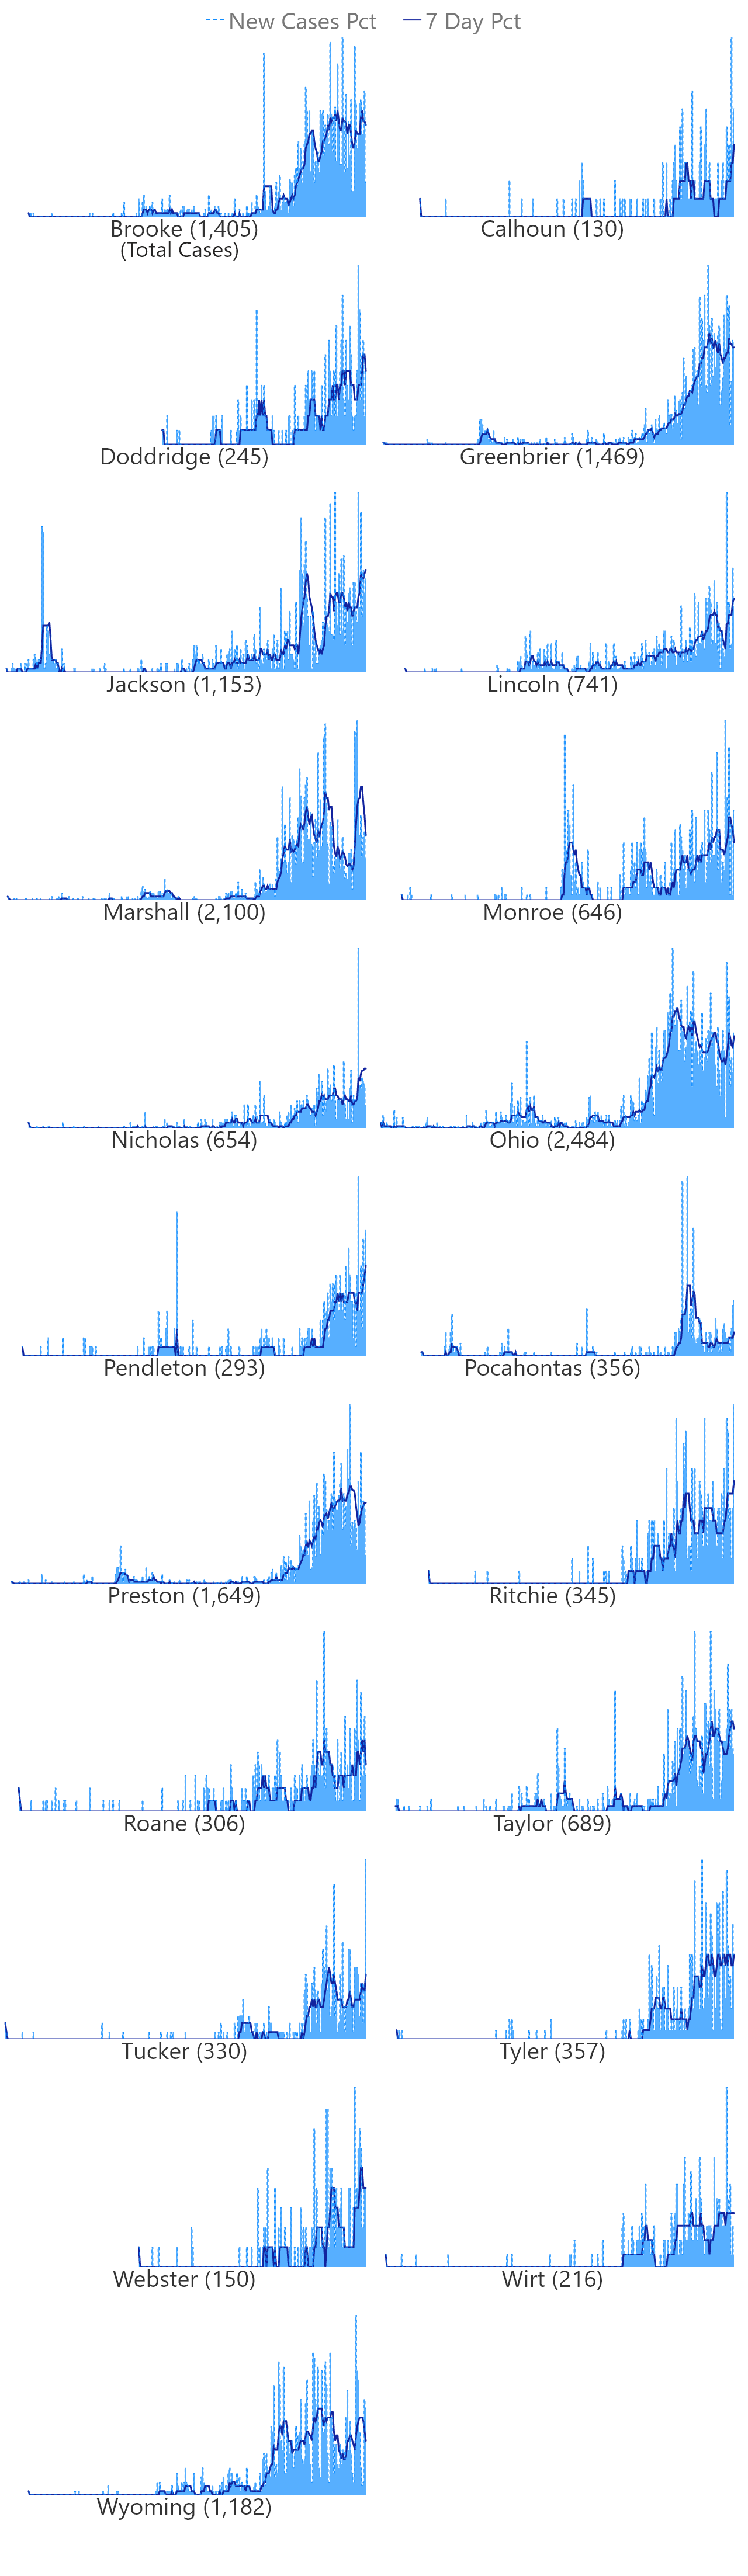 New Cases Pct 7 Day Pct
Brooke (1,405)
(Total Cases)
Calhoun (130)
Doddridge (245)
Greenbrier (1,469)
Jackson (1,153)
Lincoln (741)
Marshall (2,100)
Monroe (646)
Nicholas (654)
Ohio (2,484)
Pendleton (293)
Pocahontas (356)
Preston (1,649)
Ritchie (345)
Roane (306)
Taylor (689)
Tucker (330)
Tyler (357)
Webster (150)
Wirt (216)
Wyoming (1,182)